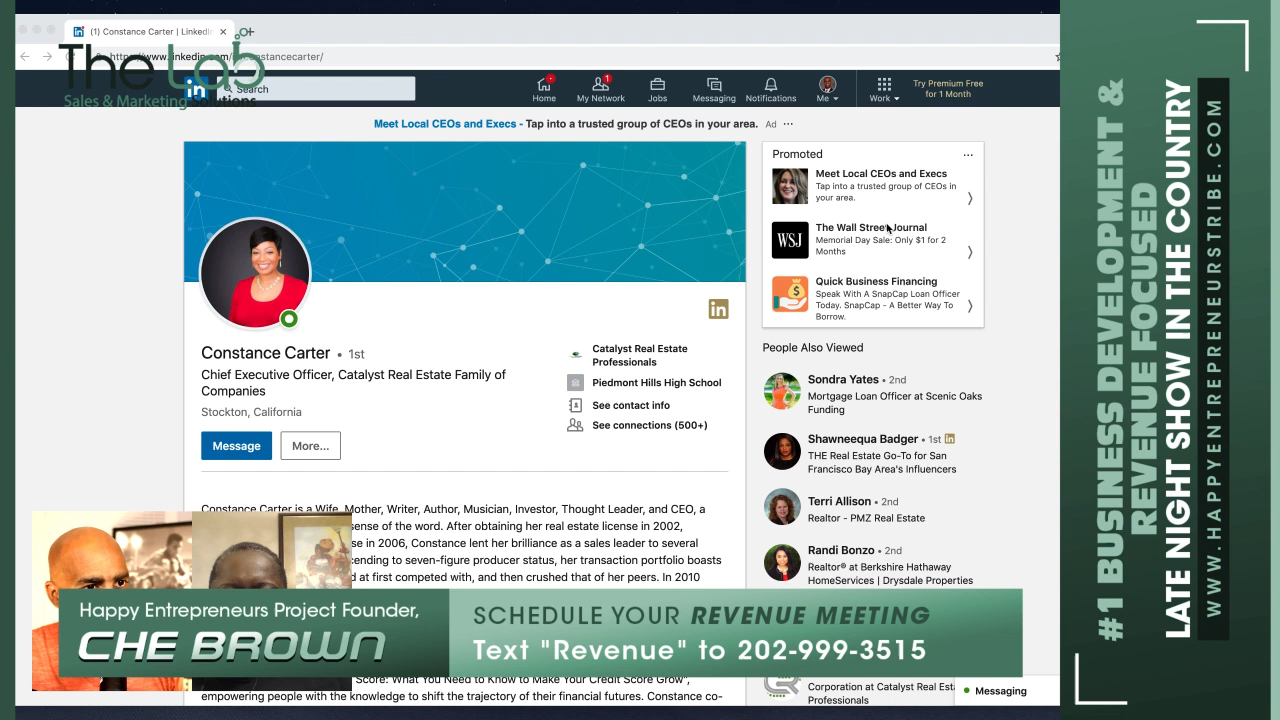 (1) Constance Carter | LinkedIn
constancecarter/
The Lab
Sales & Marketing Solutions
Search
Home
My Network
1
Jobs
Messaging
Notifications
Me
Work
Try Premium Free
for 1 Month
Meet Local CEOs and Execs - Tap into a trusted group of CEOs in your area. Ad ···
Promoted
Meet Local CEOs and Execs
Tap into a trusted group of CEOs in
your area.
WSJ
The Wall Street Journal
Memorial Day Sale: Only $1 for 2
Months
Quick Business Financing
Speak With A SnapCap Loan Officer
Today. SnapCap - A Better Way To
Borrow.
in
Constance Carter • 1st
Chief Executive Officer, Catalyst Real Estate Family of
Companies
Stockton, California
Message
More...
Catalyst Real Estate
Professionals
Piedmont Hills High School
See contact info
See connections (500+)
People Also Viewed
Sondra Yates • 2nd
Mortgage Loan Officer at Scenic Oaks
Funding
Shawneequa Badger • 1st in
THE Real Estate Go-To for San
Francisco Bay Area's Influencers
Terri Allison • 2nd
Realtor - PMZ Real Estate
Randi Bonzo • 2nd
Realtor® at Berkshire Hathaway
HomeServices | Drysdale Properties
Constance Carter is a Wife, Mother, Writer, Author, Musician, Investor, Thought Leader, and CEO, a
sense of the word. After obtaining her real estate license in 2002,
se in 2006, Constance lent her brilliance as a sales leader to several
cending to seven-figure producer status, her transaction portfolio boasts
d at first competed with, and then crushed that of her peers. In 2010
Happy Entrepreneurs Project Founder,
CHE BROWN
SCHEDULE YOUR REVENUE MEETING
Text "Revenue" to 202-999-3515
Score: What You Need to Know to Make Your Credit Score Grow",
empowering people with the knowledge to shift the trajectory of their financial futures. Constance co-
Corporation at Catalyst Real Est
Professionals
Messaging
#1 BUSINESS DEVELOPMENT &
REVENUE FOCUSED
LATE NIGHT SHOW IN THE COUNTRY
WWW.HAPPYENTREPRENEURSTRIBE.COM